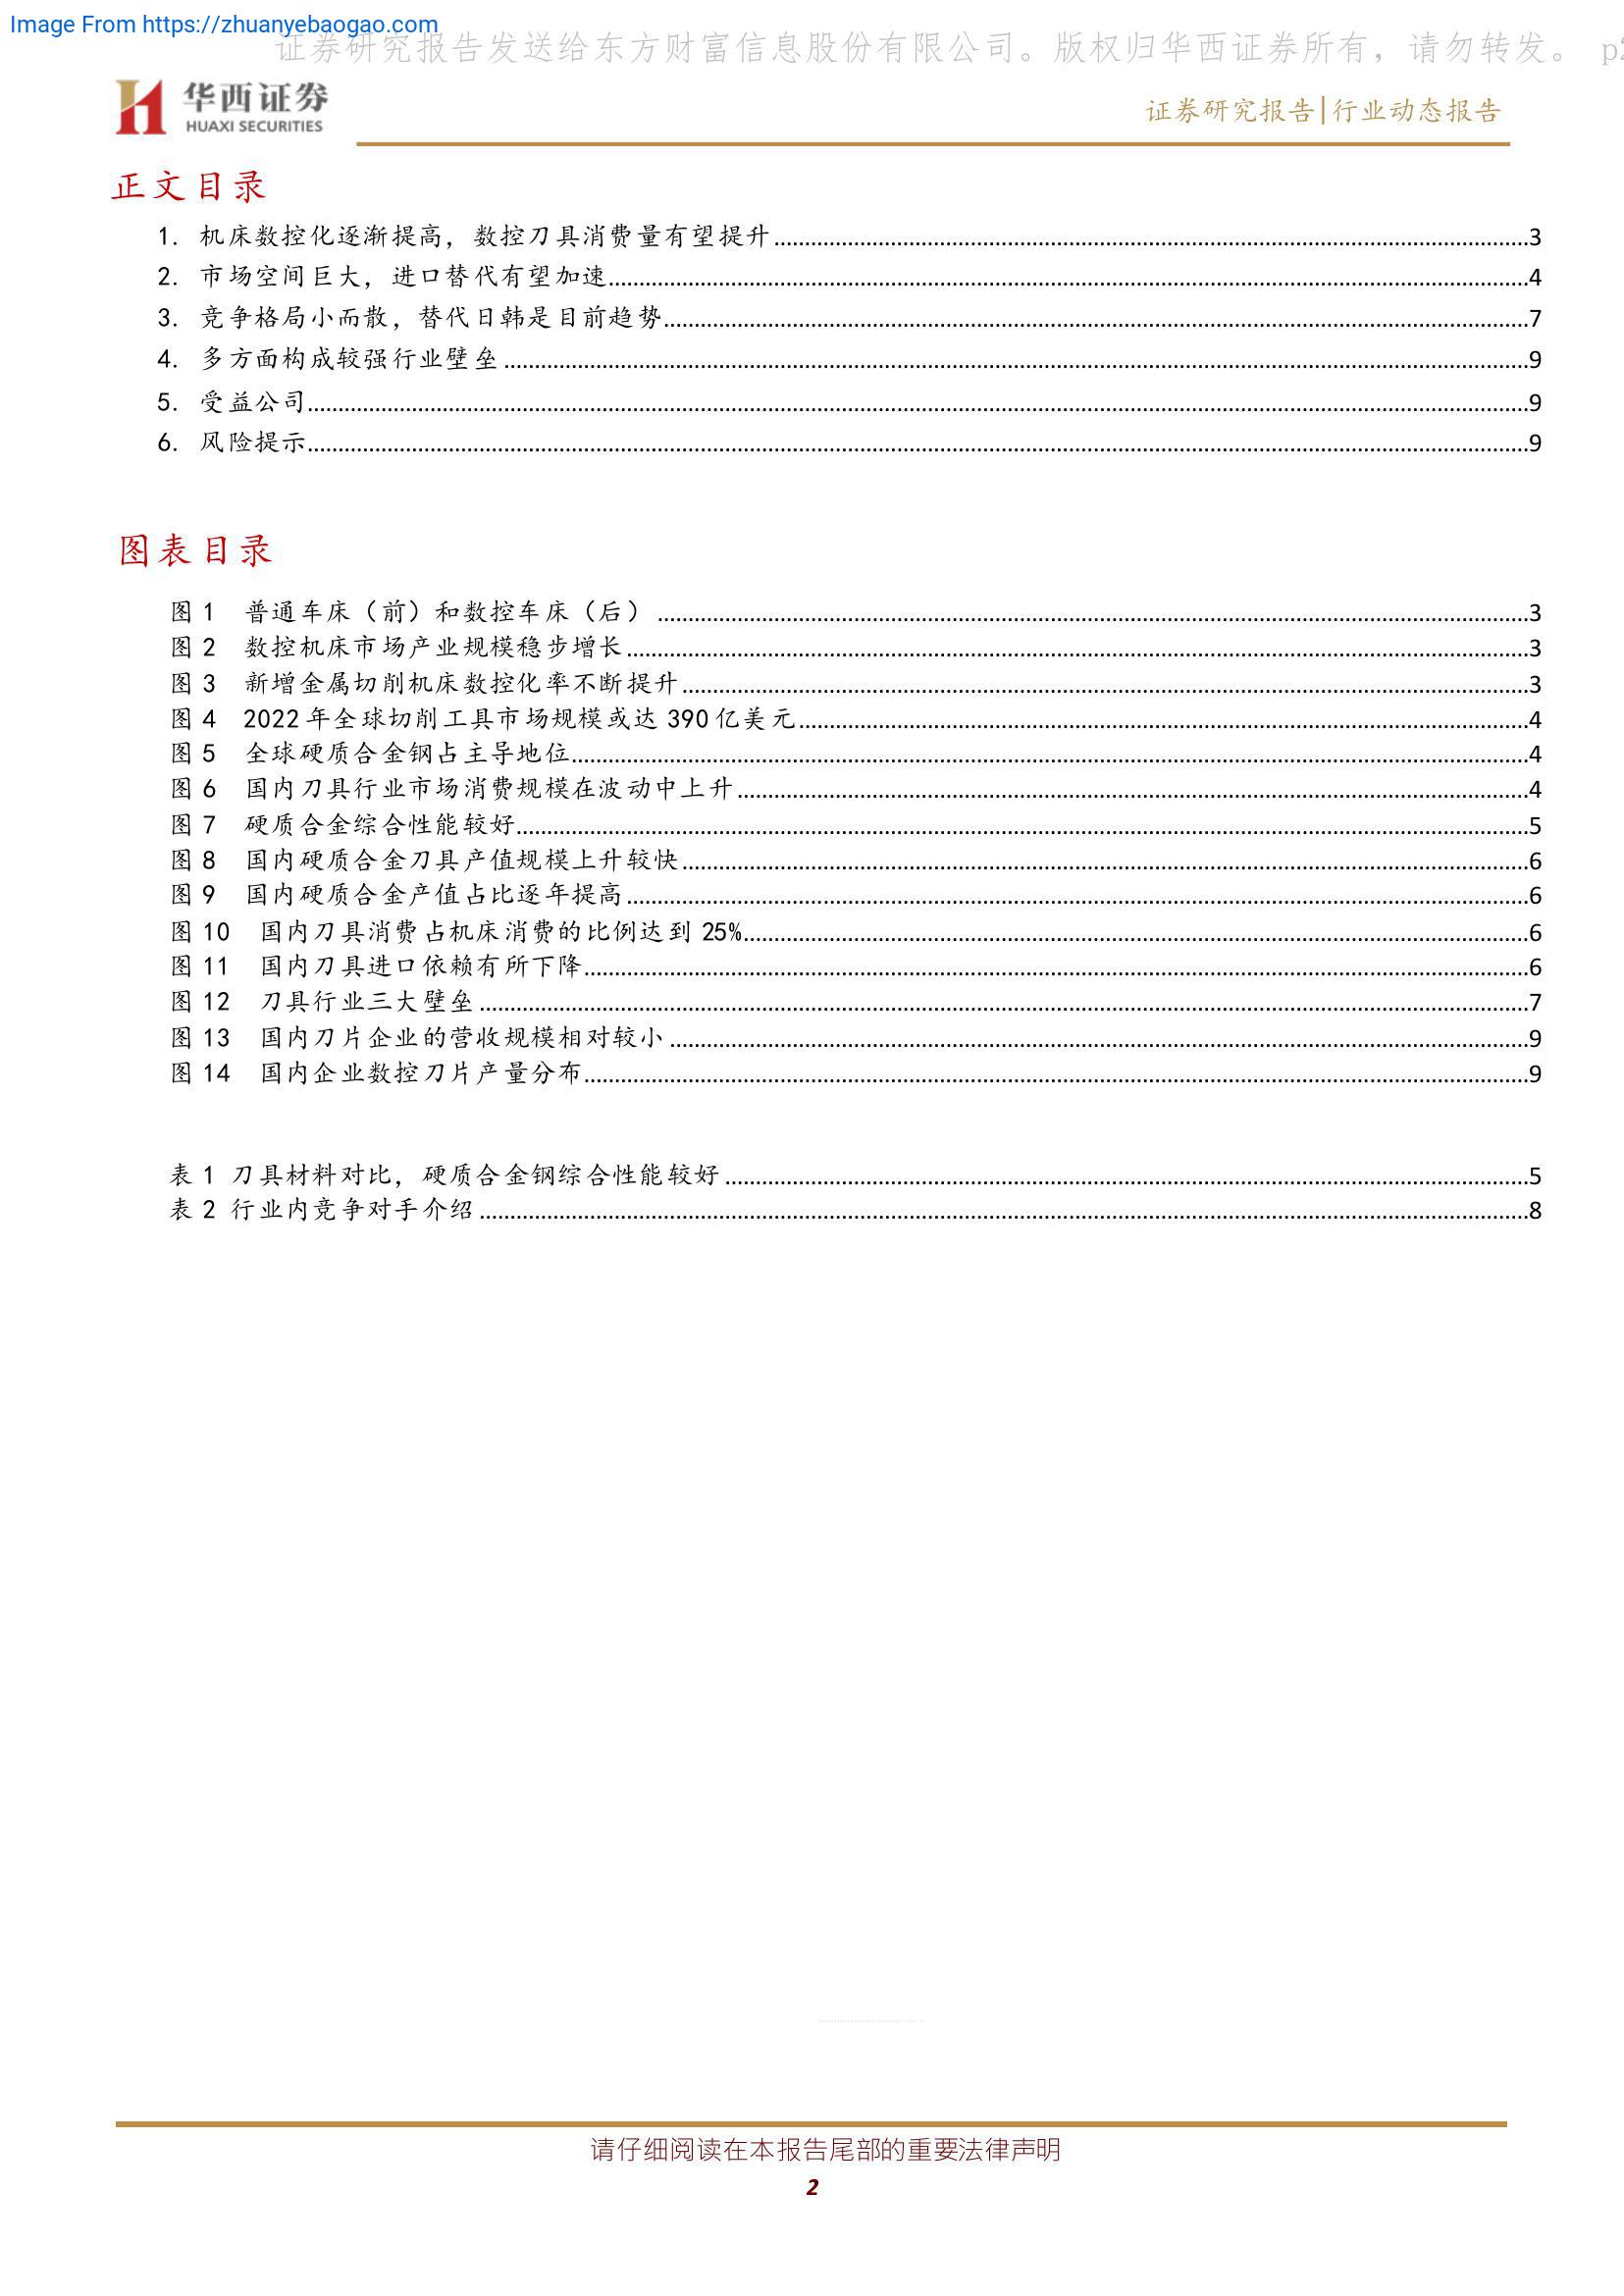 Image From https://zhuanyebaogao.com
证券研究报告发送给东方财富信息股份有限公司。版权归华西证券所有，请勿转发。 p2
华西证券
HUAXI SECURITIES
证券研究报告|行业动态报告
正文目录
1. 机床数控化逐渐提高，数控刀具消费量有望提升 3
2. 市场空间巨大，进口替代有望加速 4
3. 竞争格局小而散，替代日韩是目前趋势 7
4. 多方面构成较强行业壁垒 9
5. 受益公司 9
6. 风险提示 9
图表目录
图 1 普通车床（前）和数控车床（后） 3
图 2 数控机床市场产业规模稳步增长 3
图 3 新增金属切削机床数控化率不断提升 3
图 4 2022 年全球切削工具市场规模或达 390 亿美元 4
图 5 全球硬质合金钢占主导地位 4
图 6 国内刀具行业市场消费规模在波动中上升 4
图 7 硬质合金综合性能较好 5
图 8 国内硬质合金刀具产值规模上升较快 6
图 9 国内硬质合金产值占比逐年提高 6
图 10 国内刀具消费占机床消费的比例达到 25% 6
图 11 国内刀具进口依赖有所下降 6
图 12 刀具行业三大壁垒 7
图 13 国内刀片企业的营收规模相对较小 9
图 14 国内企业数控刀片产量分布 9
表 1 刀具材料对比，硬质合金钢综合性能较好 5
表 2 行业内竞争对手介绍 8
请仔细阅读在本报告尾部的重要法律声明
2